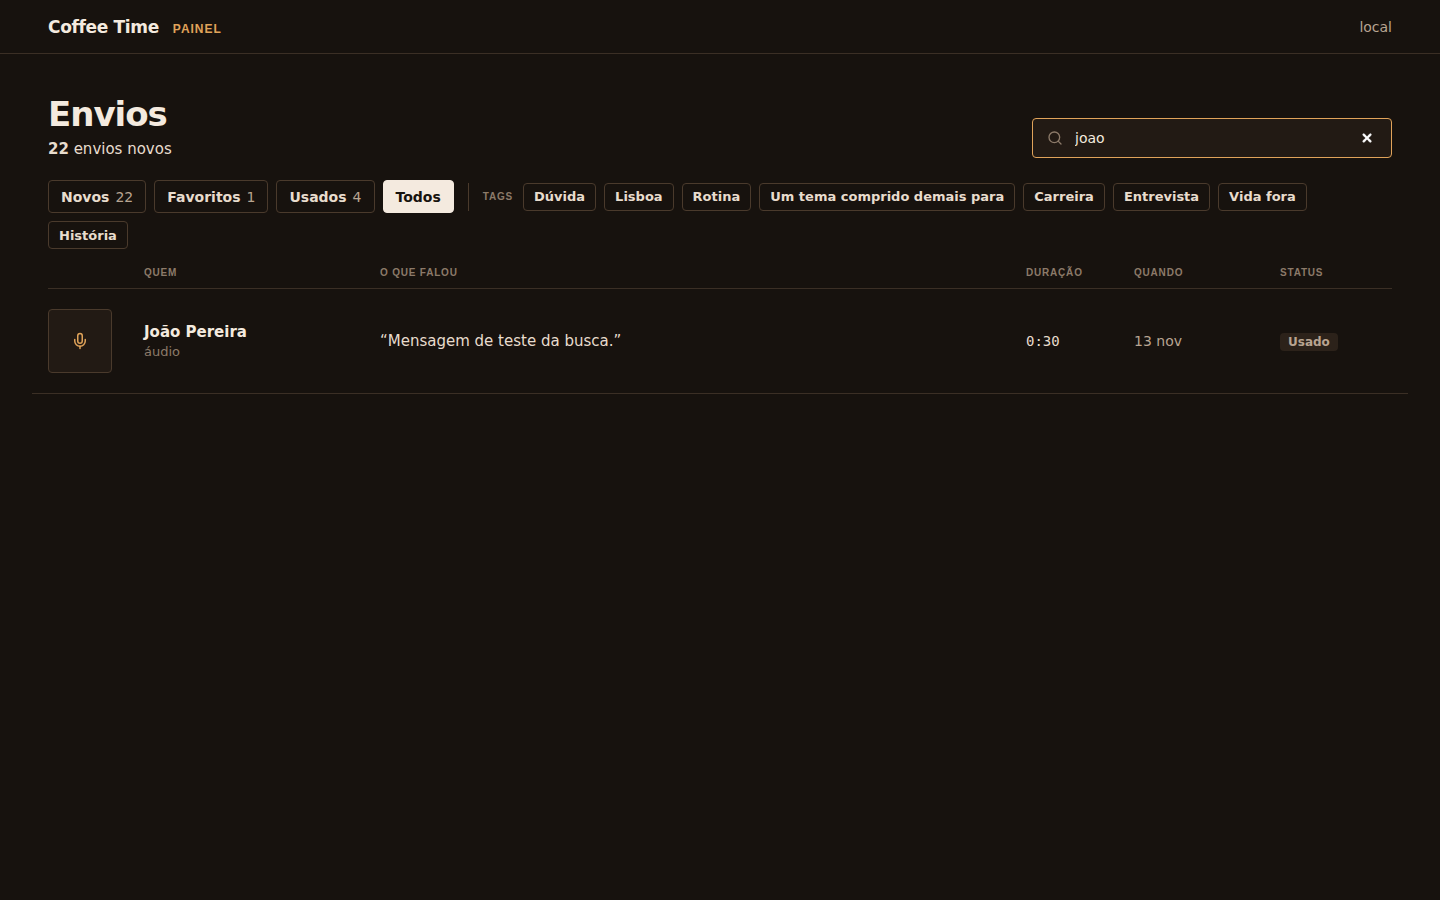 Coffee Time PAINEL
local
Envios
22 envios novos
joao
Novos 22 Favoritos 1 Usados 4 Todos TAGS Dúvida Lisboa Rotina Um tema comprido demais para Carreira Entrevista Vida fora
História
QUEM O QUE FALOU DURAÇÃO QUANDO STATUS
João Pereira
áudio
“Mensagem de teste da busca.”
0:30
13 nov
Usado